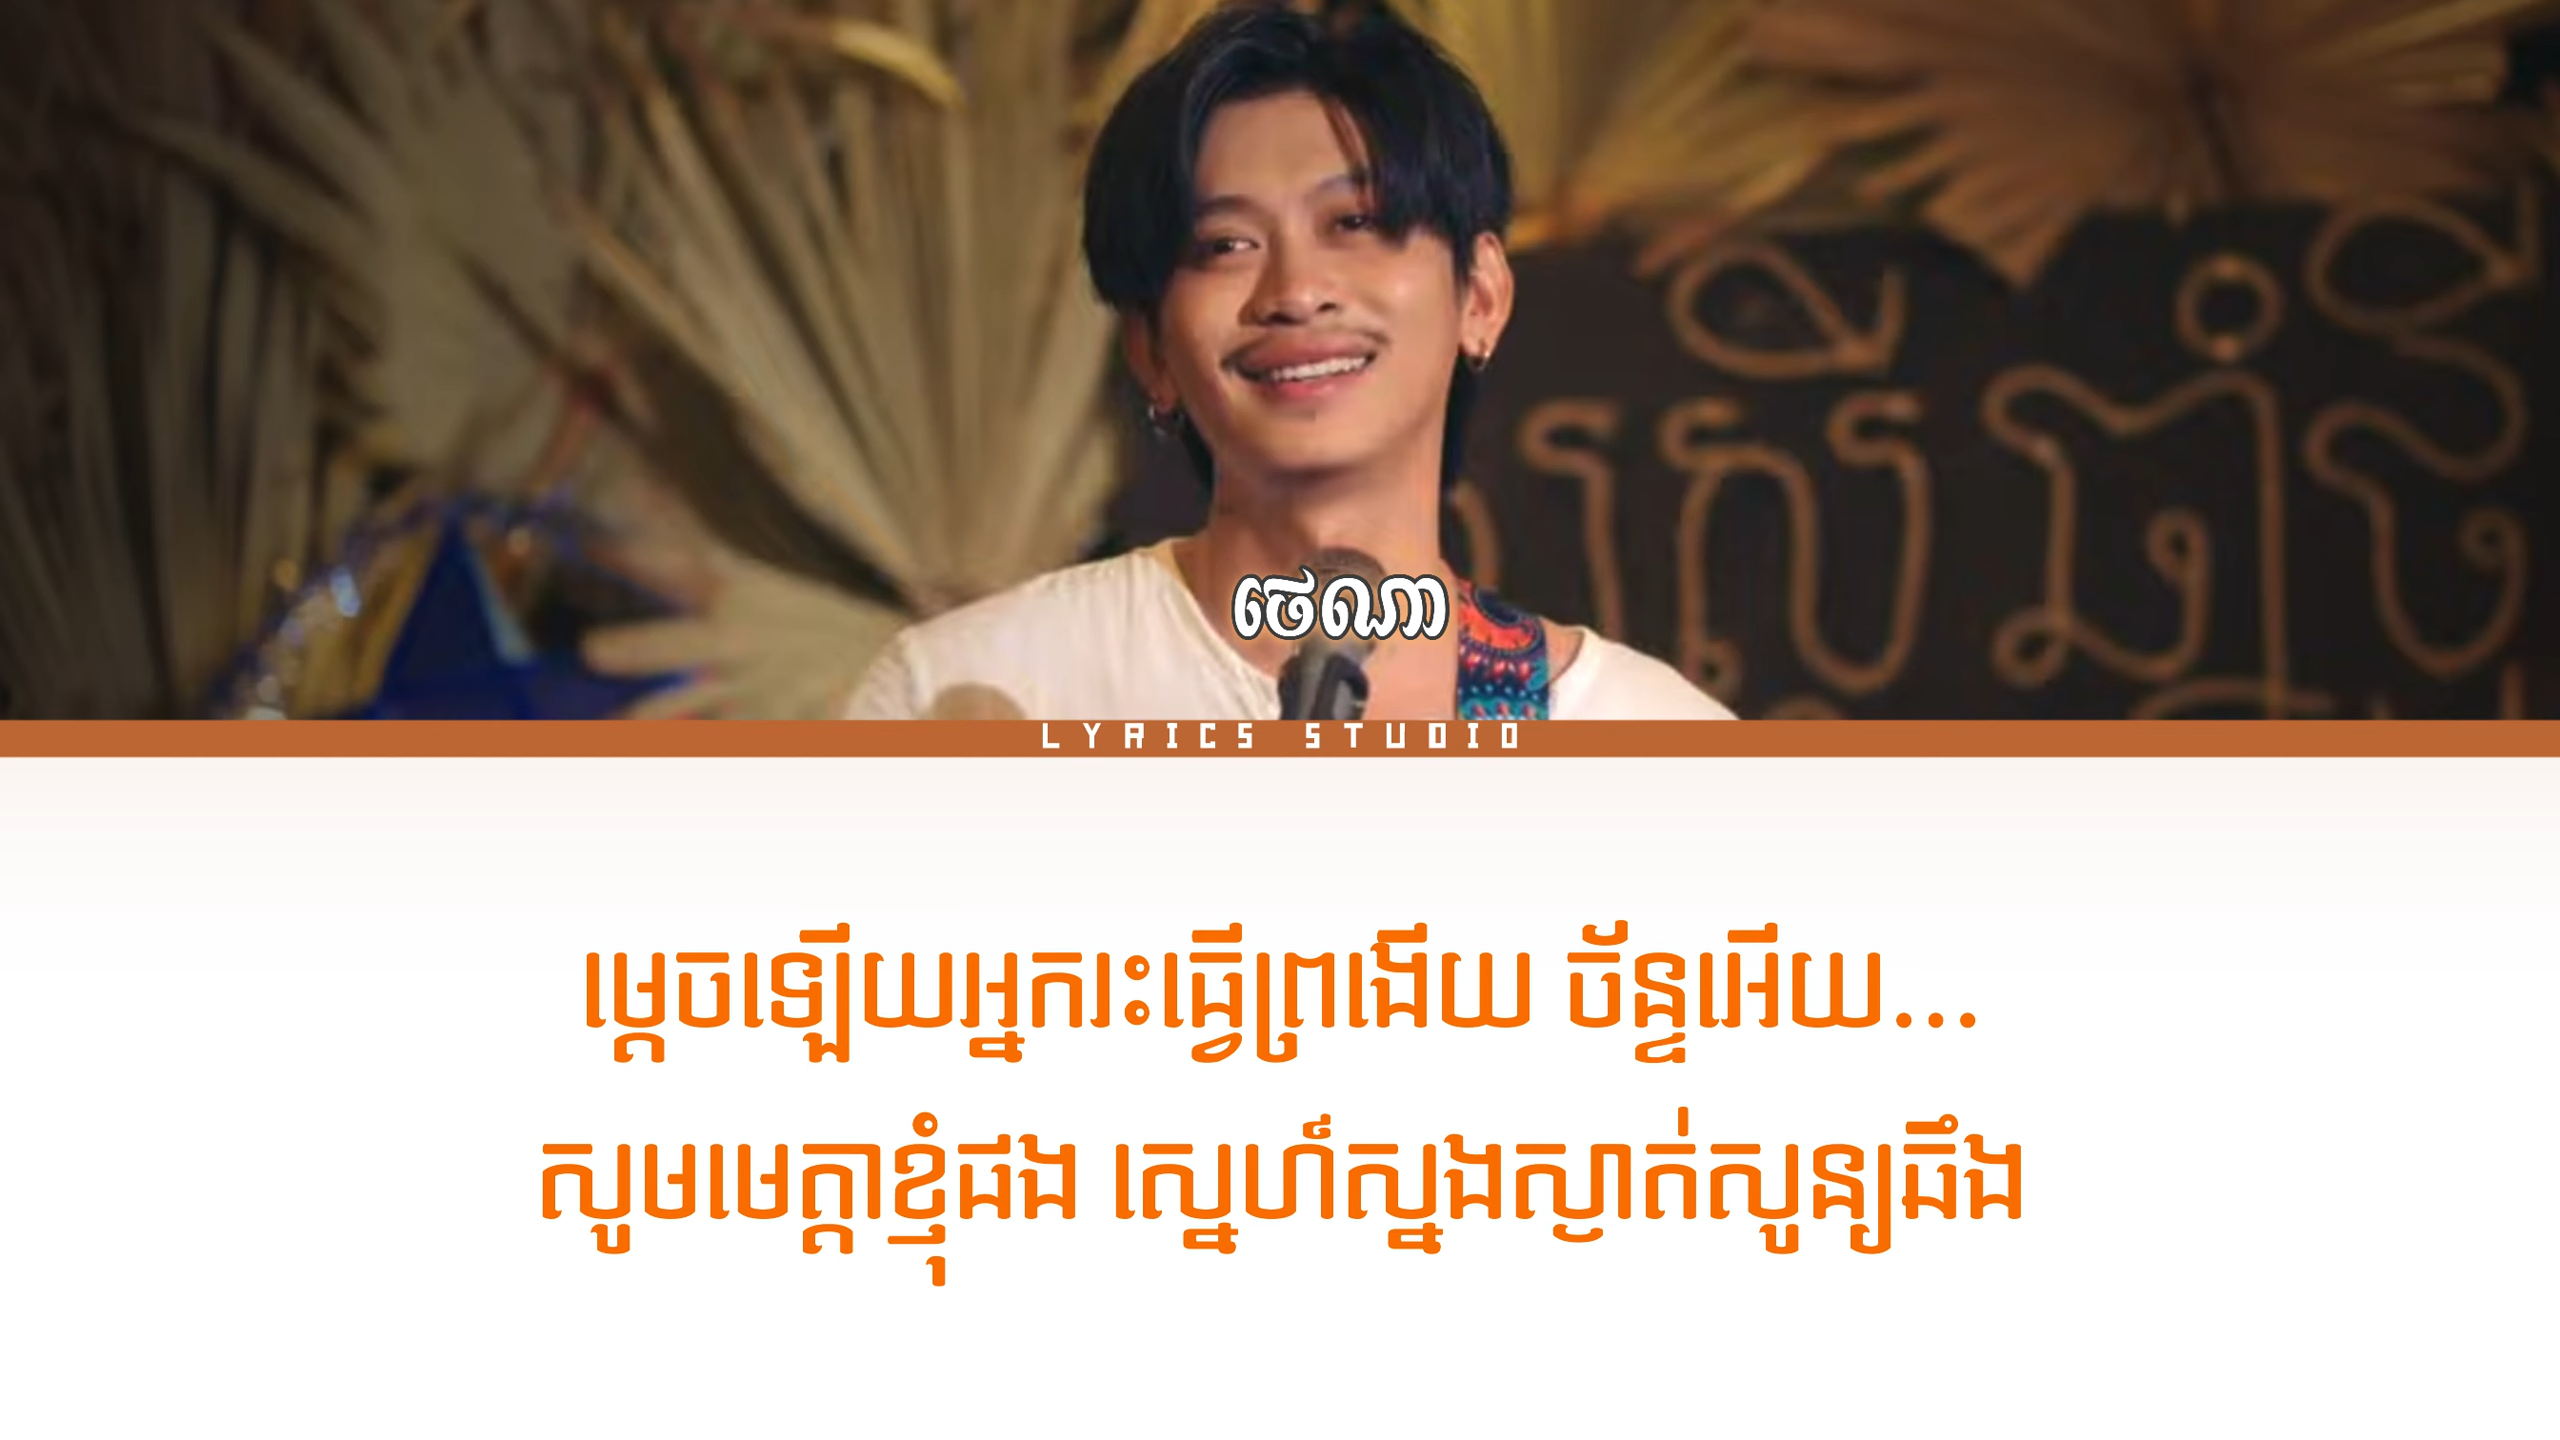 ថេណា
LYRICS STUDIO
ម្ដេចឡើយអ្នករះធ្វើព្រងើយ ច័ន្ទអើយ...
សូមមេត្តាខ្ញុំផង ស្នេហ៍ស្នងស្ងាត់សូន្យឆឹង